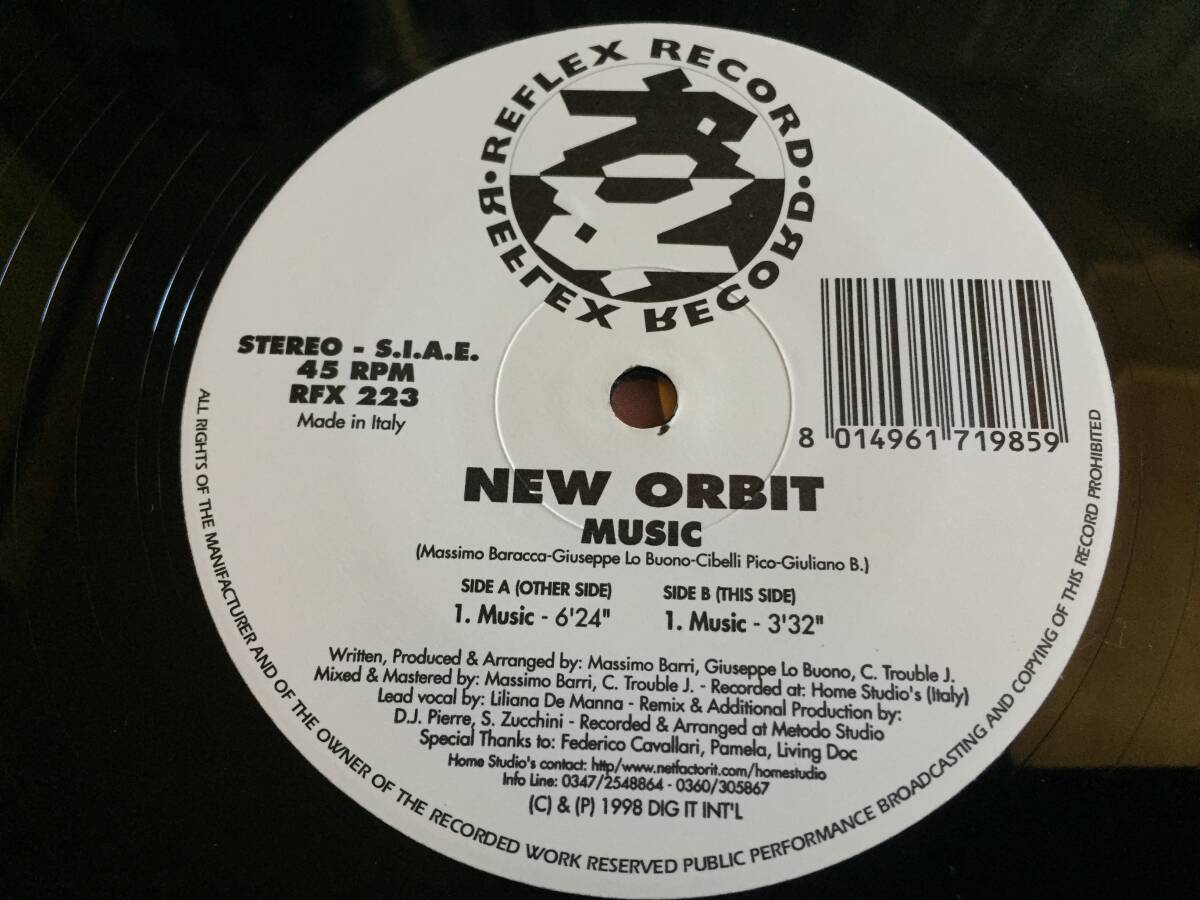 REFLEX RECORD • REFLEX RECORD •
STEREO - S.I.A.E.
45 RPM
RFX 223
Made in Italy
8 014961 719859
NEW ORBIT
MUSIC
(Massimo Baracca-Giuseppe Lo Buono-Cibelli Pico-Giuliano B.)
SIDE A (OTHER SIDE)
1. Music - 6'24"
SIDE B (THIS SIDE)
1. Music - 3'32"
Written, Produced & Arranged by: Massimo Barri, Giuseppe Lo Buono, C. Trouble J.
Mixed & Mastered by: Massimo Barri, C. Trouble J. - Recorded at: Home Studio's (Italy)
Lead vocal by: Liliana De Manna - Remix & Additional Production by:
D.J. Pierre, S. Zucchini - Recorded & Arranged at Metodo Studio
Special Thanks to: Federico Cavallari, Pamela, Living Doc
Home Studio's contact: http/www.netfactorit.com/homestudio
Info Line: 0347/2548864 - 0360/305867
(C) & (P) 1998 DIG IT INT'L
ALL RIGHTS OF THE MANIFACTURER AND OF THE OWNER OF THE RECORDED WORK RESERVED PUBLIC PERFORMANCE BROADCASTING AND COPYING OF THIS RECORD PROHIBITED